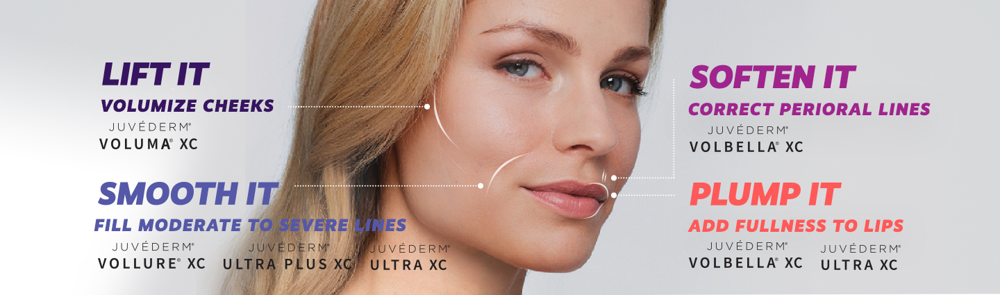 LIFT IT
VOLUMIZE CHEEKS
JUVÉDERM®
VOLUMA® XC
SMOOTH IT
FILL MODERATE TO SEVERE LINES
JUVÉDERM®
VOLLURE® XC
JUVÉDERM®
ULTRA PLUS XC
JUVÉDERM®
ULTRA XC
SOFTEN IT
CORRECT PERIORAL LINES
JUVÉDERM®
VOLBELLA® XC
PLUMP IT
ADD FULLNESS TO LIPS
JUVÉDERM®
VOLBELLA® XC
JUVÉDERM®
ULTRA XC